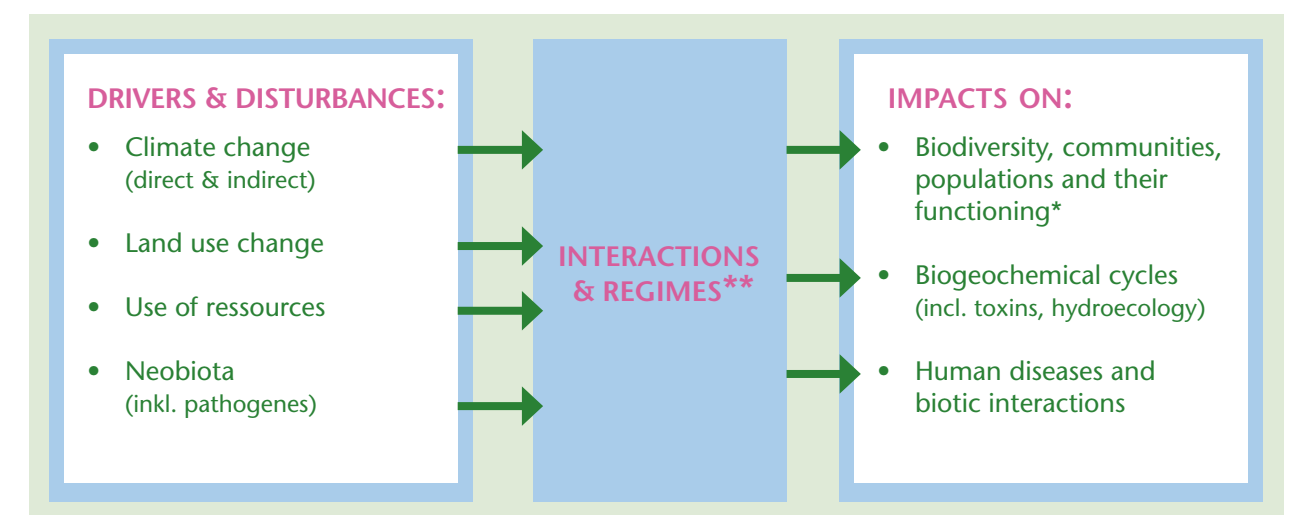 DRIVERS & DISTURBANCES:
• Climate change
(direct & indirect)
• Land use change
• Use of ressources
• Neobiota
(inkl. pathogenes)
INTERACTIONS
& REGIMES**
IMPACTS ON:
• Biodiversity, communities,
populations and their
functioning*
• Biogeochemical cycles
(incl. toxins, hydroecology)
• Human diseases and
biotic interactions